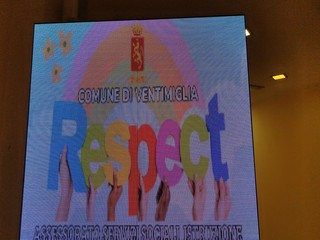 COMUNE DI VENTIMIGLIA
Respect
ASSESSORATO SERVIZI SOCIALI, ISTRUZIONE